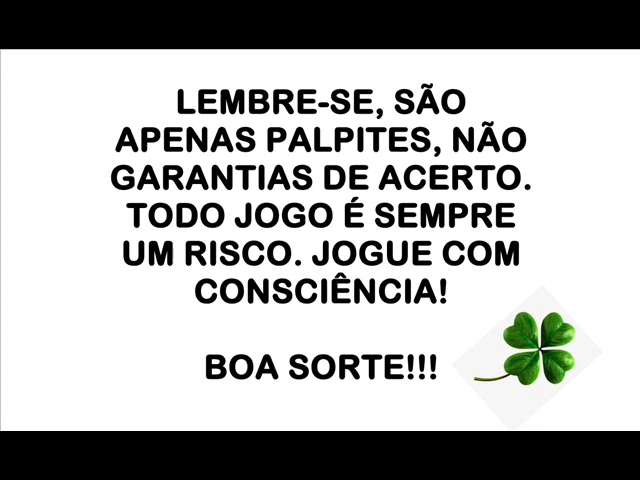 LEMBRE-SE, SÃO
APENAS PALPITES, NÃO
GARANTIAS DE ACERTO.
TODO JOGO É SEMPRE
UM RISCO. JOGUE COM
CONSCIÊNCIA!
BOA SORTE!!!